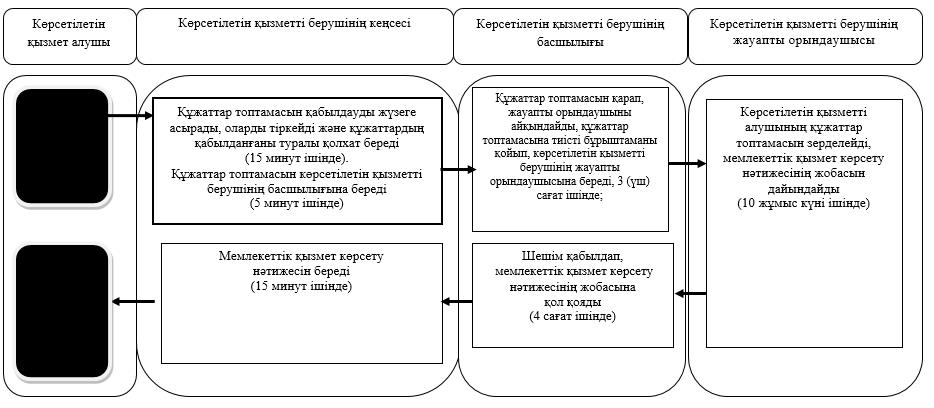 Көрсетілетін
қызмет алушы
Көрсетілетін қызметті берушінің кеңсесі
Көрсетілетін қызметті берушінің
басшылығы
Көрсетілетін қызметті берушінің
жауапты орындаушысы
Құжаттар топтамасын қабылдауды жүзеге
асырады, оларды тіркейді және құжаттардың
қабылданғаны туралы қолхат береді
(15 минут ішінде).
Құжаттар топтамасын көрсетілетін қызметті
берушінің басшылығына береді
(5 минут ішінде)
Құжаттар топтамасын қарап,
жауапты орындаушыны
айқындайды, құжаттар
топтамасына тиісті бұрыштаманы
қойып, көрсетілетін қызметті
берушінің жауапты
орындаушысына береді, 3 (үш)
сағат ішінде;
Көрсетілетін қызметті
алушының құжаттар
топтамасын зерделейді,
мемлекеттік қызмет көрсету
нәтижесінің жобасын
дайындайды
(10 жұмыс күні ішінде)
Мемлекеттік қызмет көрсету
нәтижесін береді
(15 минут ішінде)
Шешім қабылдап,
мемлекеттік қызмет көрсету
нәтижесінің жобасына
қол қояды
(4 сағат ішінде)